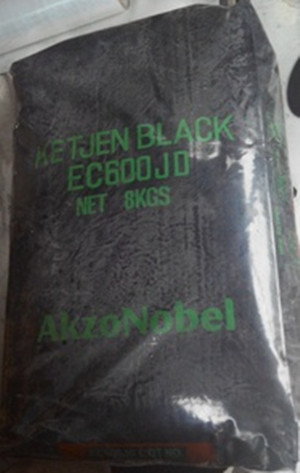 KETJEN BLACK
EC600JD
NET 8KGS
AkzoNobel